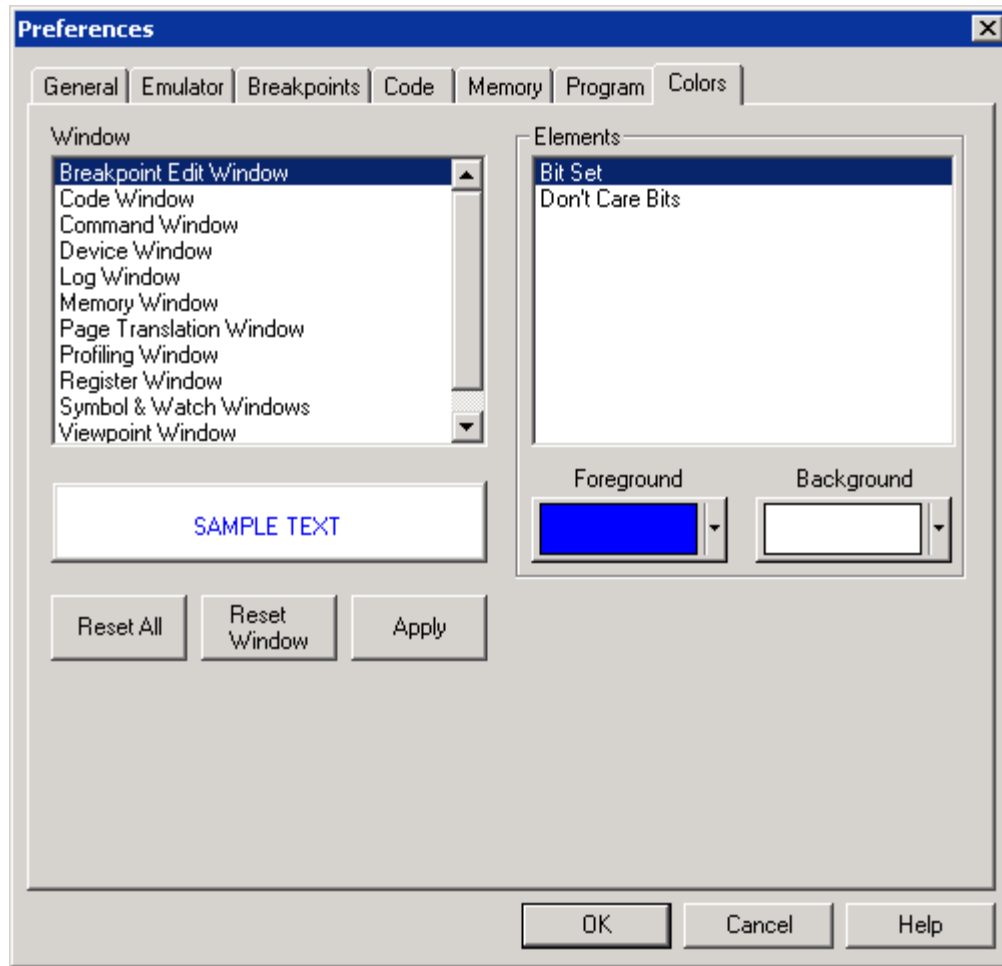 Preferences
General Emulator Breakpoints Code Memory Program Colors
Window
Breakpoint Edit Window
Code Window
Command Window
Device Window
Log Window
Memory Window
Page Translation Window
Profiling Window
Register Window
Symbol & Watch Windows
Viewpoint Window
Elements
Bit Set
Don't Care Bits
Foreground Background
SAMPLE TEXT
Reset All
Reset
Window
Apply
OK Cancel Help